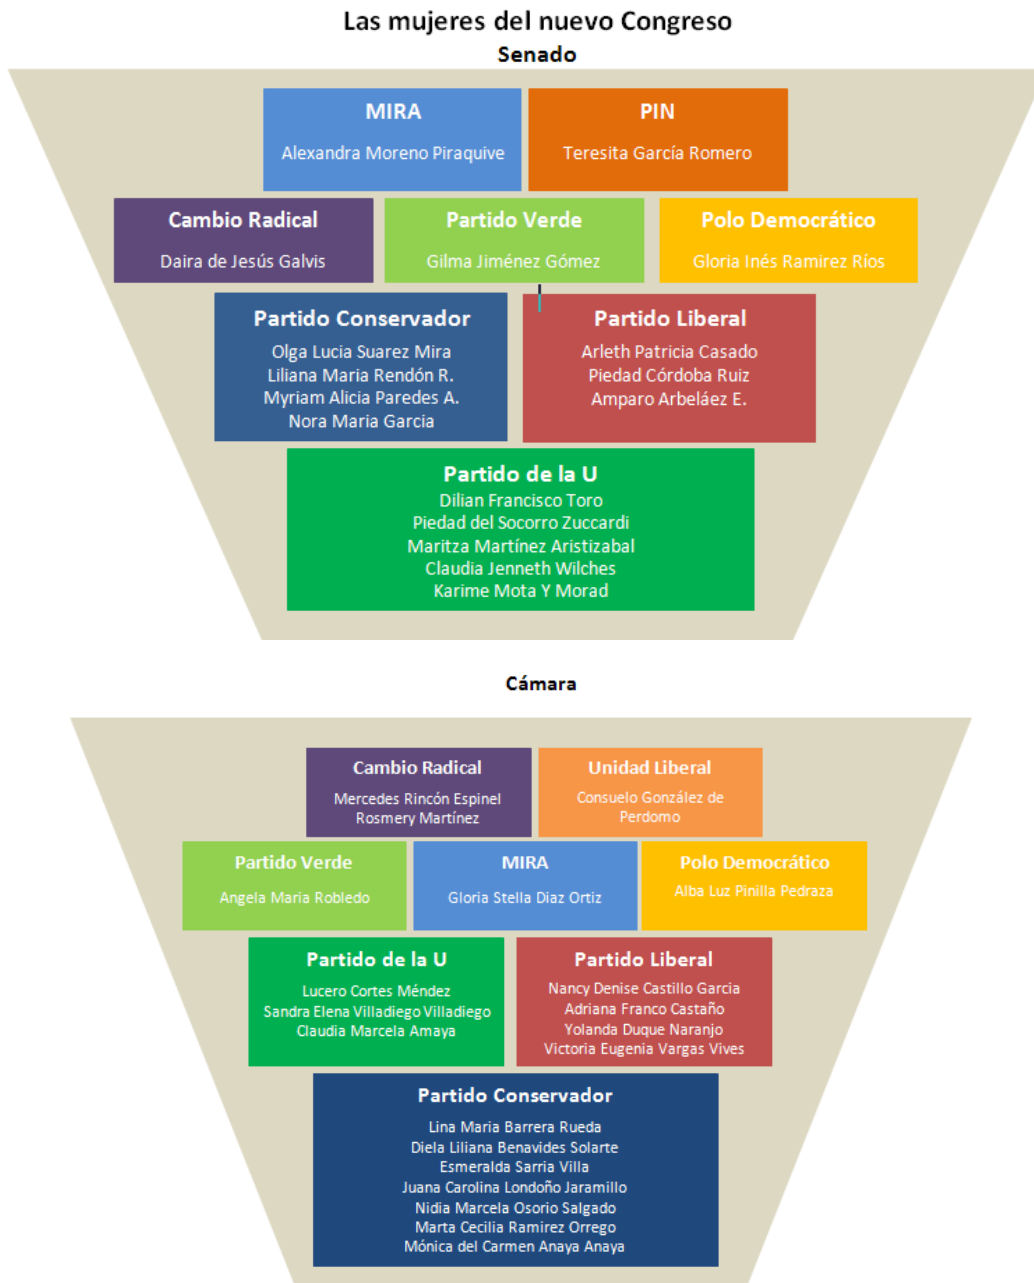 Las mujeres del nuevo Congreso
Senado
MIRA
Alexandra Moreno Piraquive
PIN
Teresita García Romero
Cambio Radical
Daira de Jesús Galvis
Partido Verde
Gilma Jiménez Gómez
Polo Democrático
Gloria Inés Ramirez Ríos
Partido Conservador
Olga Lucia Suarez Mira
Liliana Maria Rendón R.
Myriam Alicia Paredes A.
Nora Maria Garcia
Partido Liberal
Arleth Patricia Casado
Piedad Córdoba Ruiz
Amparo Arbeláez E.
Partido de la U
Dilian Francisco Toro
Piedad del Socorro Zuccardi
Maritza Martínez Aristizabal
Claudia Jenneth Wilches
Karime Mota Y Morad
Cámara
Cambio Radical
Mercedes Rincón Espinel
Rosmery Martínez
Unidad Liberal
Consuelo González de
Perdomo
Partido Verde
Angela Maria Robledo
MIRA
Gloria Stella Diaz Ortiz
Polo Democrático
Alba Luz Pinilla Pedraza
Partido de la U
Lucero Cortes Méndez
Sandra Elena Villadiego Villadiego
Claudia Marcela Amaya
Partido Liberal
Nancy Denise Castillo Garcia
Adriana Franco Castaño
Yolanda Duque Naranjo
Victoria Eugenia Vargas Vives
Partido Conservador
Lina Maria Barrera Rueda
Diela Liliana Benavides Solarte
Esmeralda Sarria Villa
Juana Carolina Londoño Jaramillo
Nidia Marcela Osorio Salgado
Marta Cecilia Ramirez Orrego
Mónica del Carmen Anaya Anaya